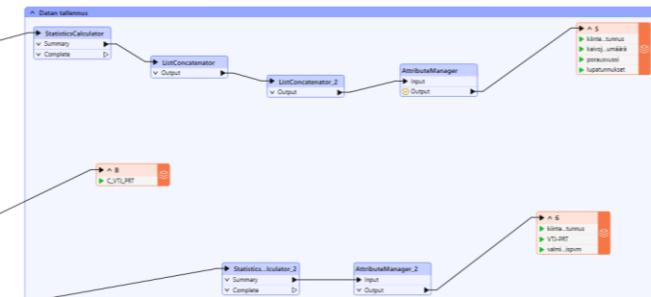 Datan tallennus
StatisticsCalculator
Summary
Complete
ListConcatenator
Output
ListConcatenator_2
Output
AttributeManager
Input
Output
5
kiinte...tunnus
kaivoj...umäärä
porausvuosi
lupatunnukset
8
C_VTJ_PRT
Statistics...lculator_2
Summary
Complete
AttributeManager_2
Input
Output
6
kiinte...tunnus
VTJ-PRT
valmi...ispvm